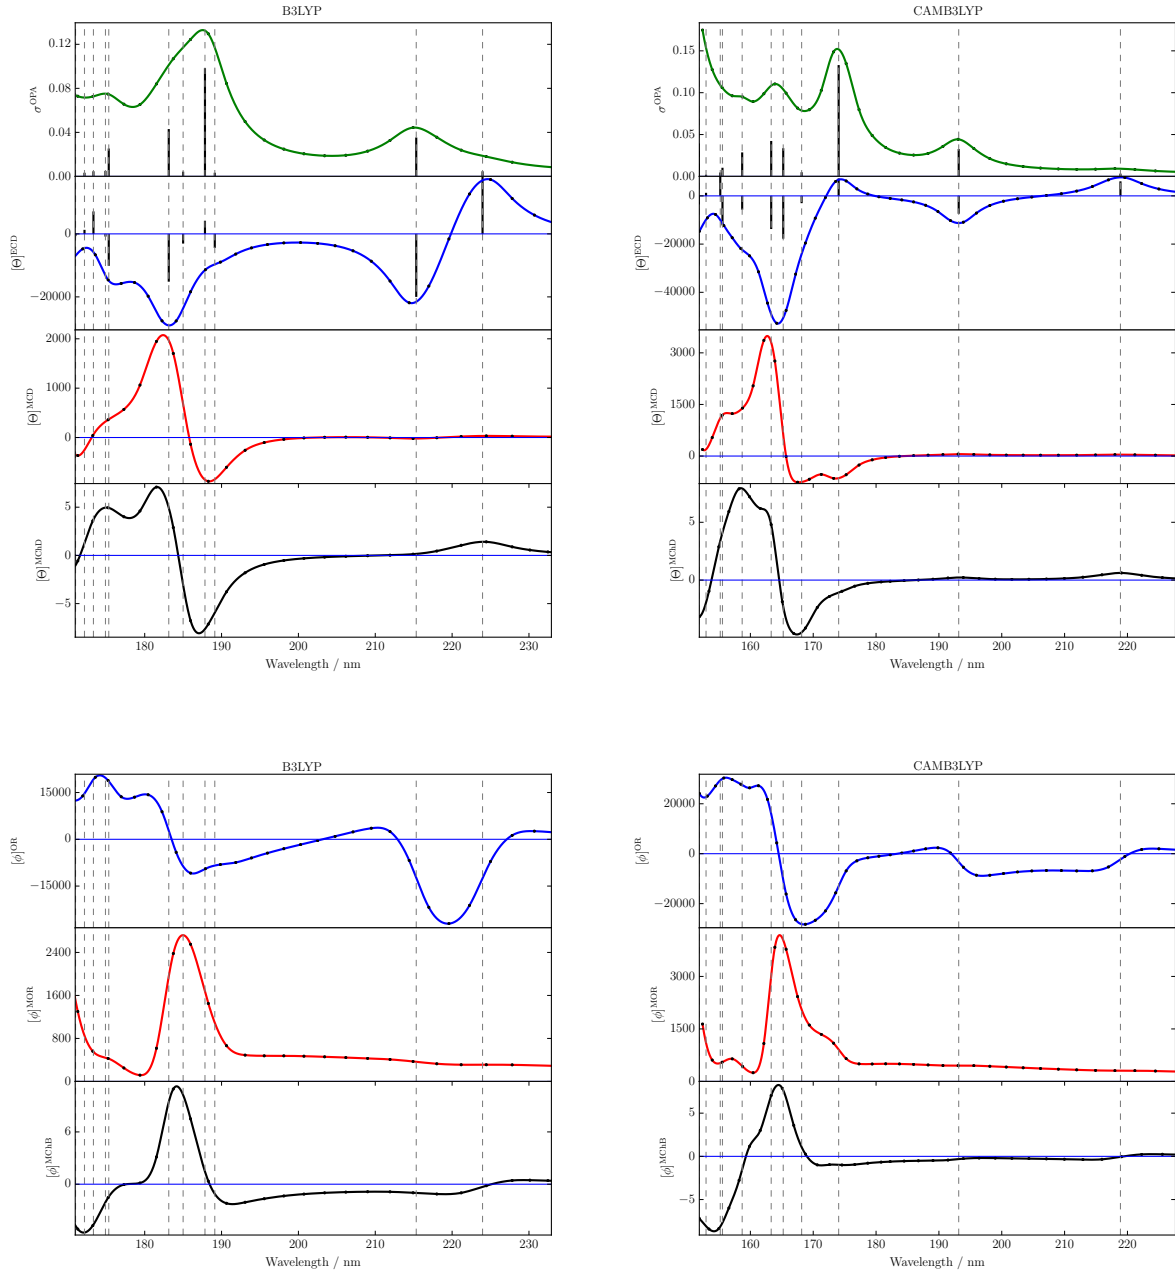 B3LYP
CAMB3LYP
0.12
0.08
0.04
0.00
σ^OPA
0.15
0.10
0.05
0.00
σ^OPA
0
−20000
[Θ]^ECD
0
−20000
−40000
[Θ]^ECD
2000
1000
0
[Θ]^MCD
3000
1500
0
[Θ]^MCD
5
0
−5
[Θ]^MChD
5
0
[Θ]^MChD
180 190 200 210 220 230
160 170 180 190 200 210 220
Wavelength / nm
Wavelength / nm
B3LYP
CAMB3LYP
15000
0
−15000
[ϕ]^OR
20000
0
−20000
[ϕ]^OR
2400
1600
800
0
[ϕ]^MOR
3000
1500
0
[ϕ]^MOR
6
0
[ϕ]^MChB
5
0
−5
[ϕ]^MChB
180 190 200 210 220 230
160 170 180 190 200 210 220
Wavelength / nm
Wavelength / nm